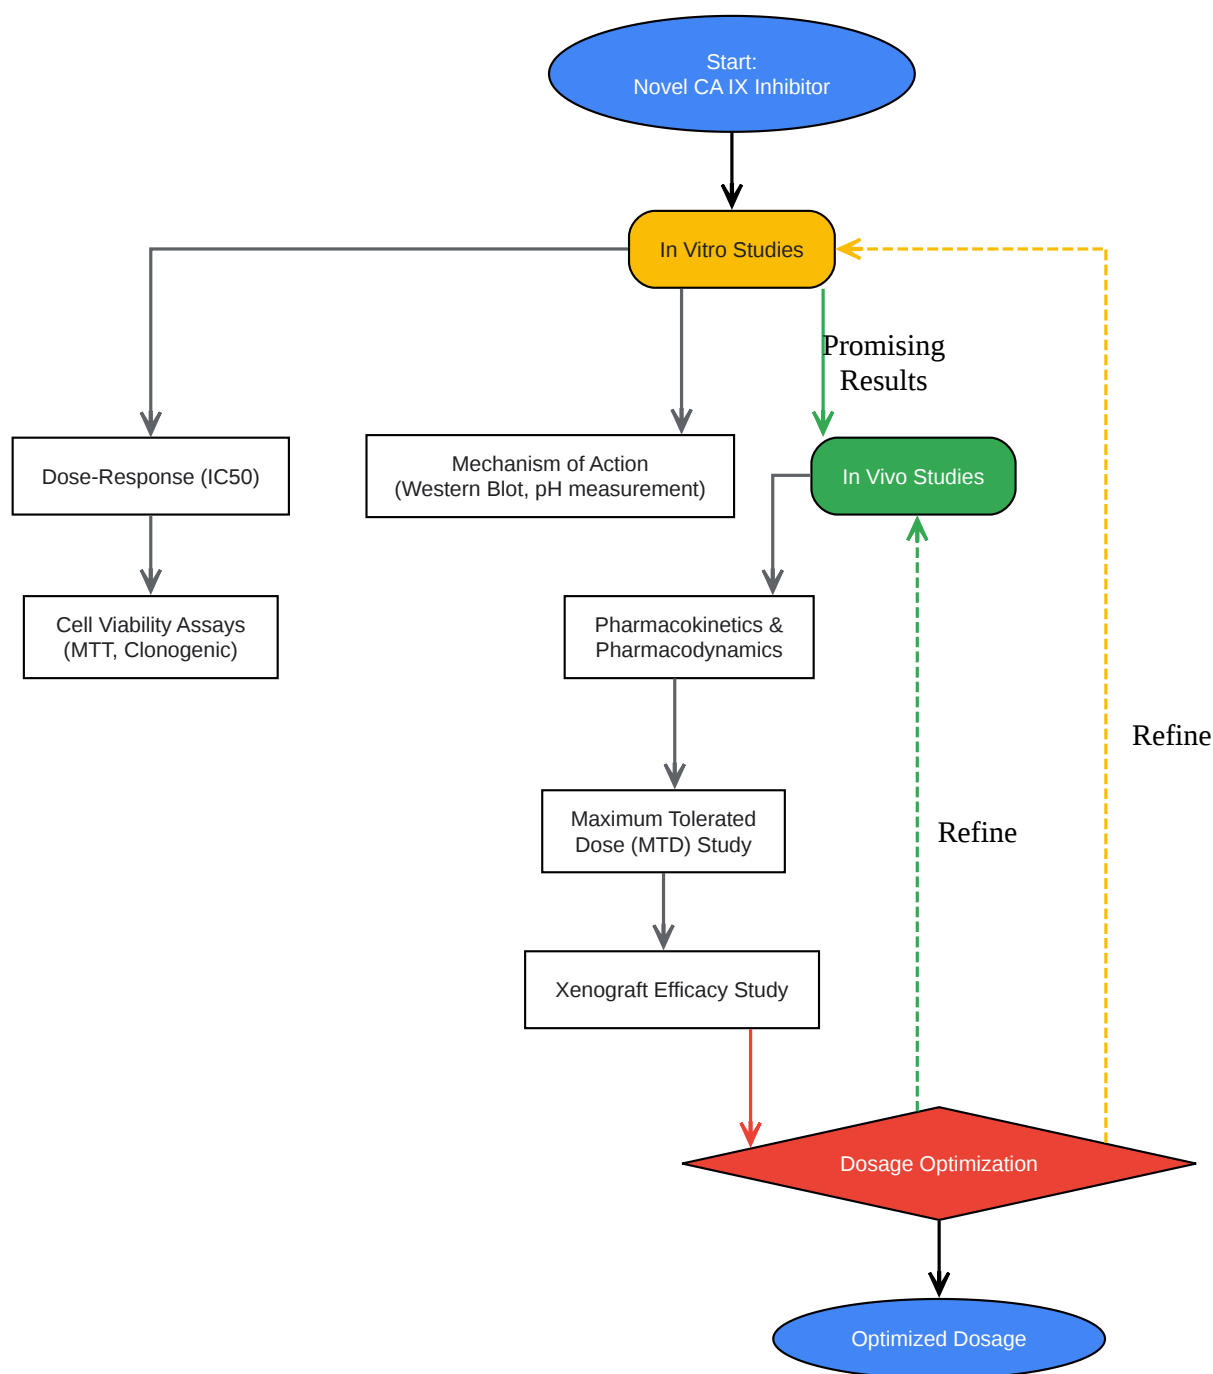 Start:
Novel CA IX Inhibitor
In Vitro Studies
Promising
Results
Dose-Response (IC50)
Mechanism of Action
(Western Blot, pH measurement)
In Vivo Studies
Cell Viability Assays
(MTT, Clonogenic)
Pharmacokinetics &
Pharmacodynamics
Refine
Maximum Tolerated
Dose (MTD) Study
Refine
Xenograft Efficacy Study
Dosage Optimization
Optimized Dosage